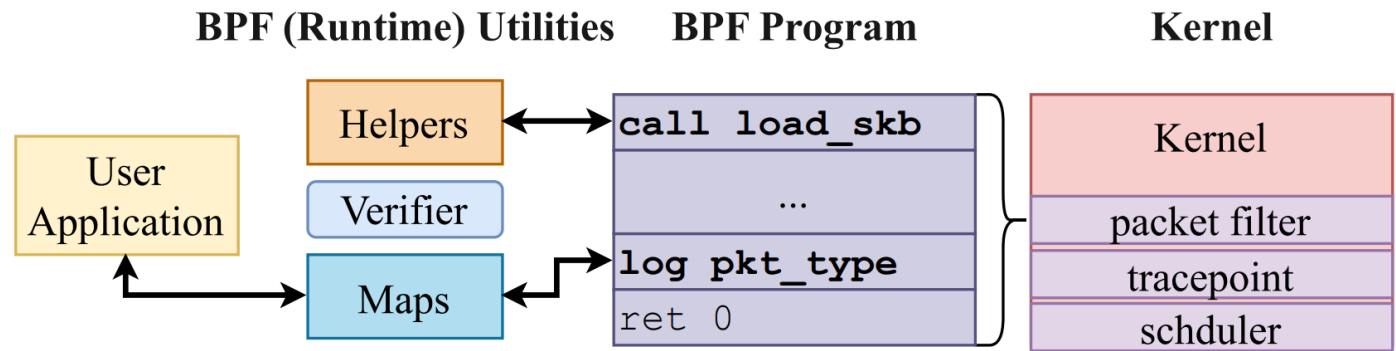 BPF (Runtime) Utilities
BPF Program
Kernel
User
Application
Helpers
Verifier
Maps
call load_skb
...
log pkt_type
ret 0
Kernel
packet filter
tracepoint
schduler